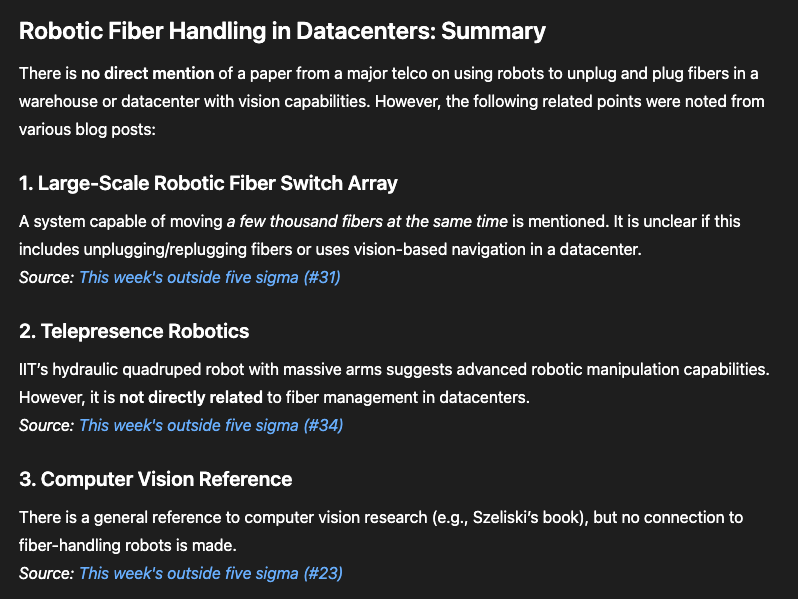 Robotic Fiber Handling in Datacenters: Summary
There is no direct mention of a paper from a major telco on using robots to unplug and plug fibers in a
warehouse or datacenter with vision capabilities. However, the following related points were noted from
various blog posts:
1. Large-Scale Robotic Fiber Switch Array
A system capable of moving a few thousand fibers at the same time is mentioned. It is unclear if this
includes unplugging/replugging fibers or uses vision-based navigation in a datacenter.
Source: This week's outside five sigma (#31)
2. Telepresence Robotics
IIT’s hydraulic quadruped robot with massive arms suggests advanced robotic manipulation capabilities.
However, it is not directly related to fiber management in datacenters.
Source: This week's outside five sigma (#34)
3. Computer Vision Reference
There is a general reference to computer vision research (e.g., Szeliski’s book), but no connection to
fiber-handling robots is made.
Source: This week's outside five sigma (#23)